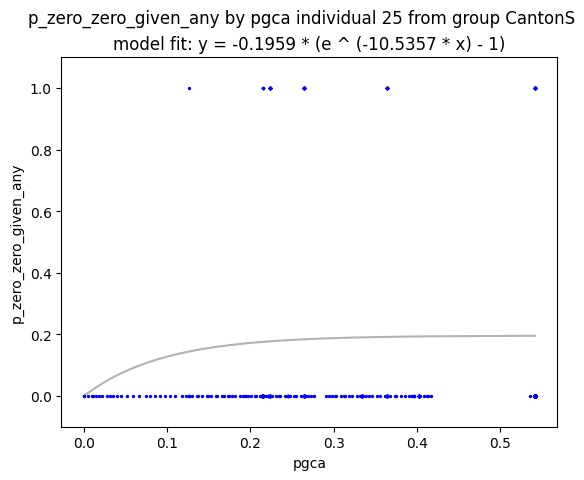 p_zero_zero_given_any by pgca individual 25 from group CantonS
model fit: y = -0.1959 * (e ^ (-10.5357 * x) - 1)
1.0
0.8
0.6
0.4
0.2
0.0
p_zero_zero_given_any
0.0 0.1 0.2 0.3 0.4 0.5
pgca